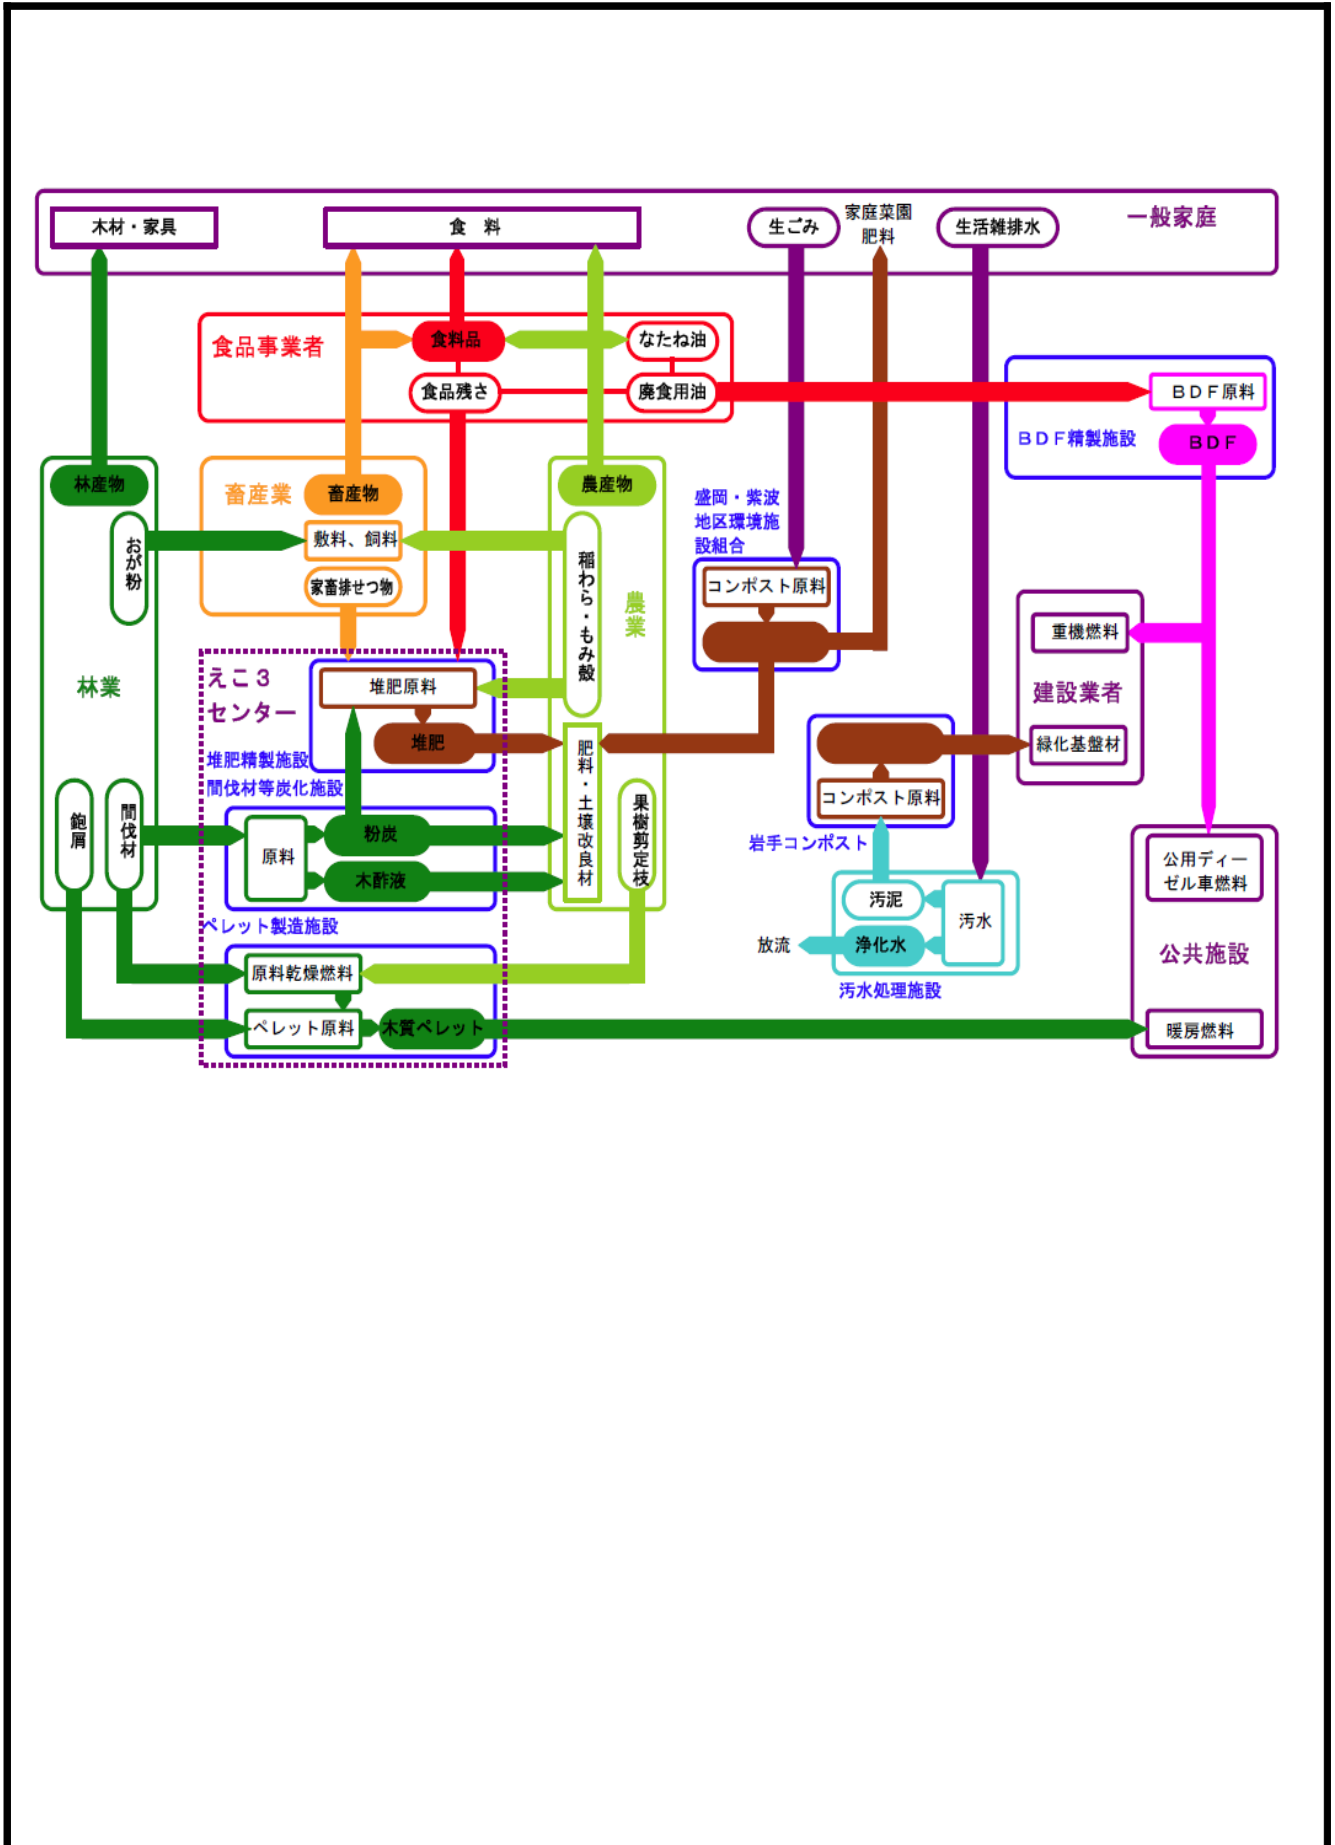 木材・家具
食　料
生ごみ
家庭菜園
肥料
生活雑排水
一般家庭
食品事業者
食料品
なたね油
食品残さ
廃食用油
ＢＤＦ原料
ＢＤＦ精製施設
ＢＤＦ
林産物
畜産業
畜産物
農産物
盛岡・紫波
地区環境施
設組合
おが粉
敷料、飼料
家畜排せつ物
稲わら・もみ殻
農業
コンポスト原料
重機燃料
建設業者
緑化基盤材
林業
えこ３
センター
堆肥原料
堆肥
堆肥精製施設
間伐材等炭化施設
肥料・土壌改良材
コンポスト原料
岩手コンポスト
鉋屑
間伐材
原料
粉炭
木酢液
果樹剪定枝
公用ディー
ゼル車燃料
汚泥
汚水
放流
浄化水
汚水処理施設
公共施設
ペレット製造施設
原料乾燥燃料
ペレット原料
木質ペレット
暖房燃料